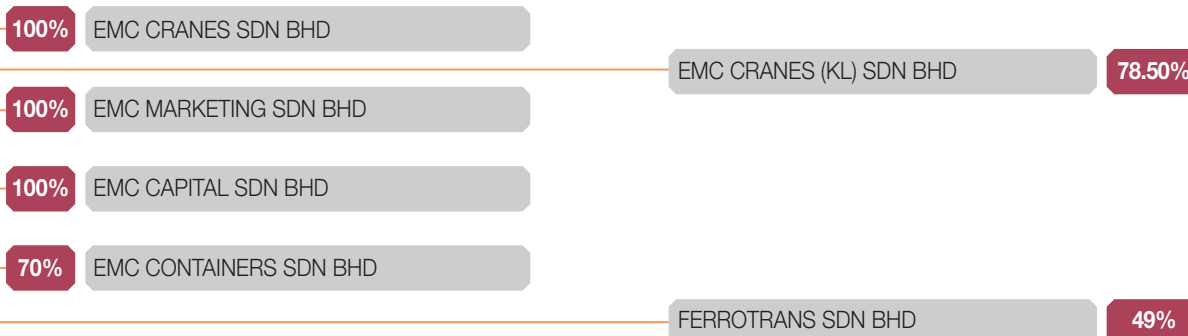 100% EMC CRANES SDN BHD
EMC CRANES (KL) SDN BHD 78.50%
100% EMC MARKETING SDN BHD
100% EMC CAPITAL SDN BHD
70% EMC CONTAINERS SDN BHD
FERROTRANS SDN BHD 49%